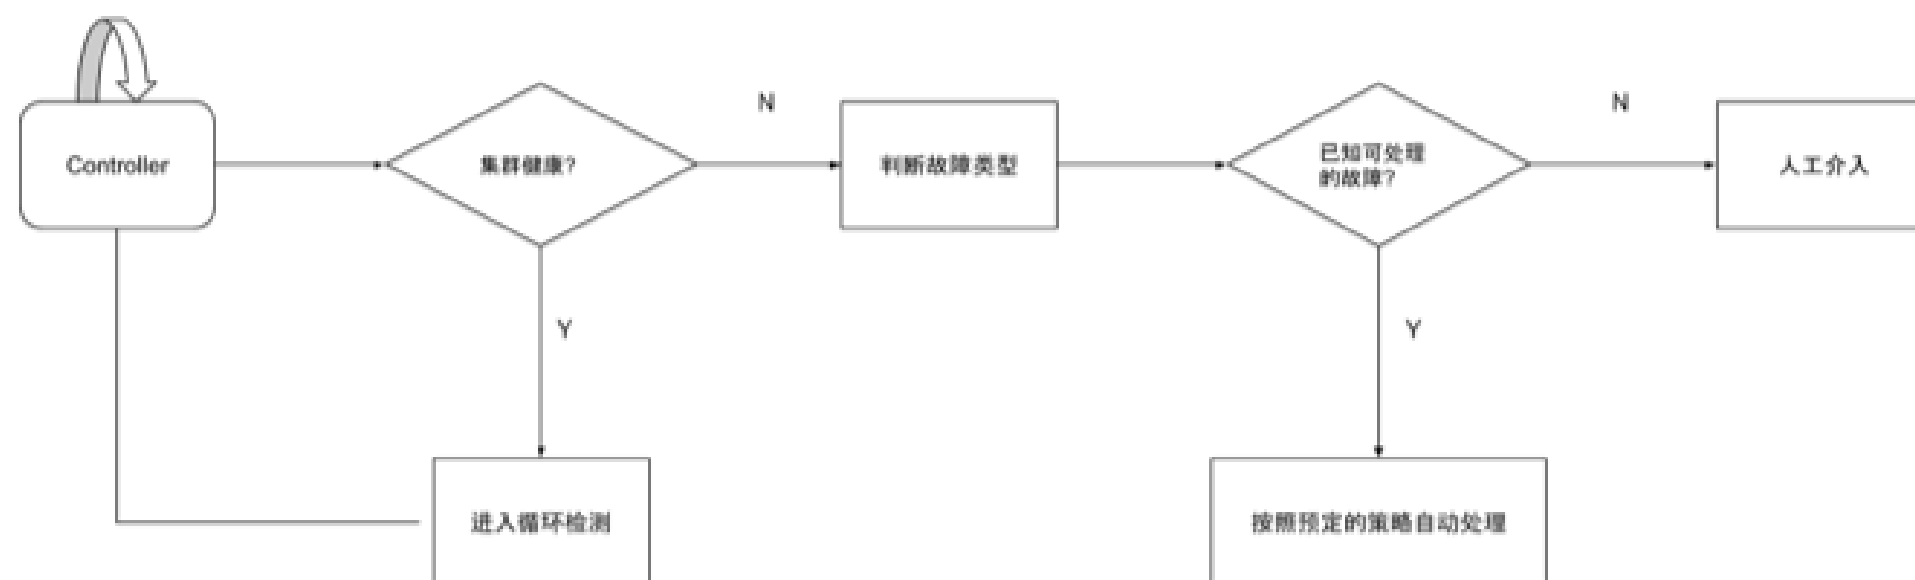 N
N
Controller
集群健康?
判断故障类型
已知可处理
的故障?
人工介入
Y
Y
进入循环检测
按照预定的策略自动处理